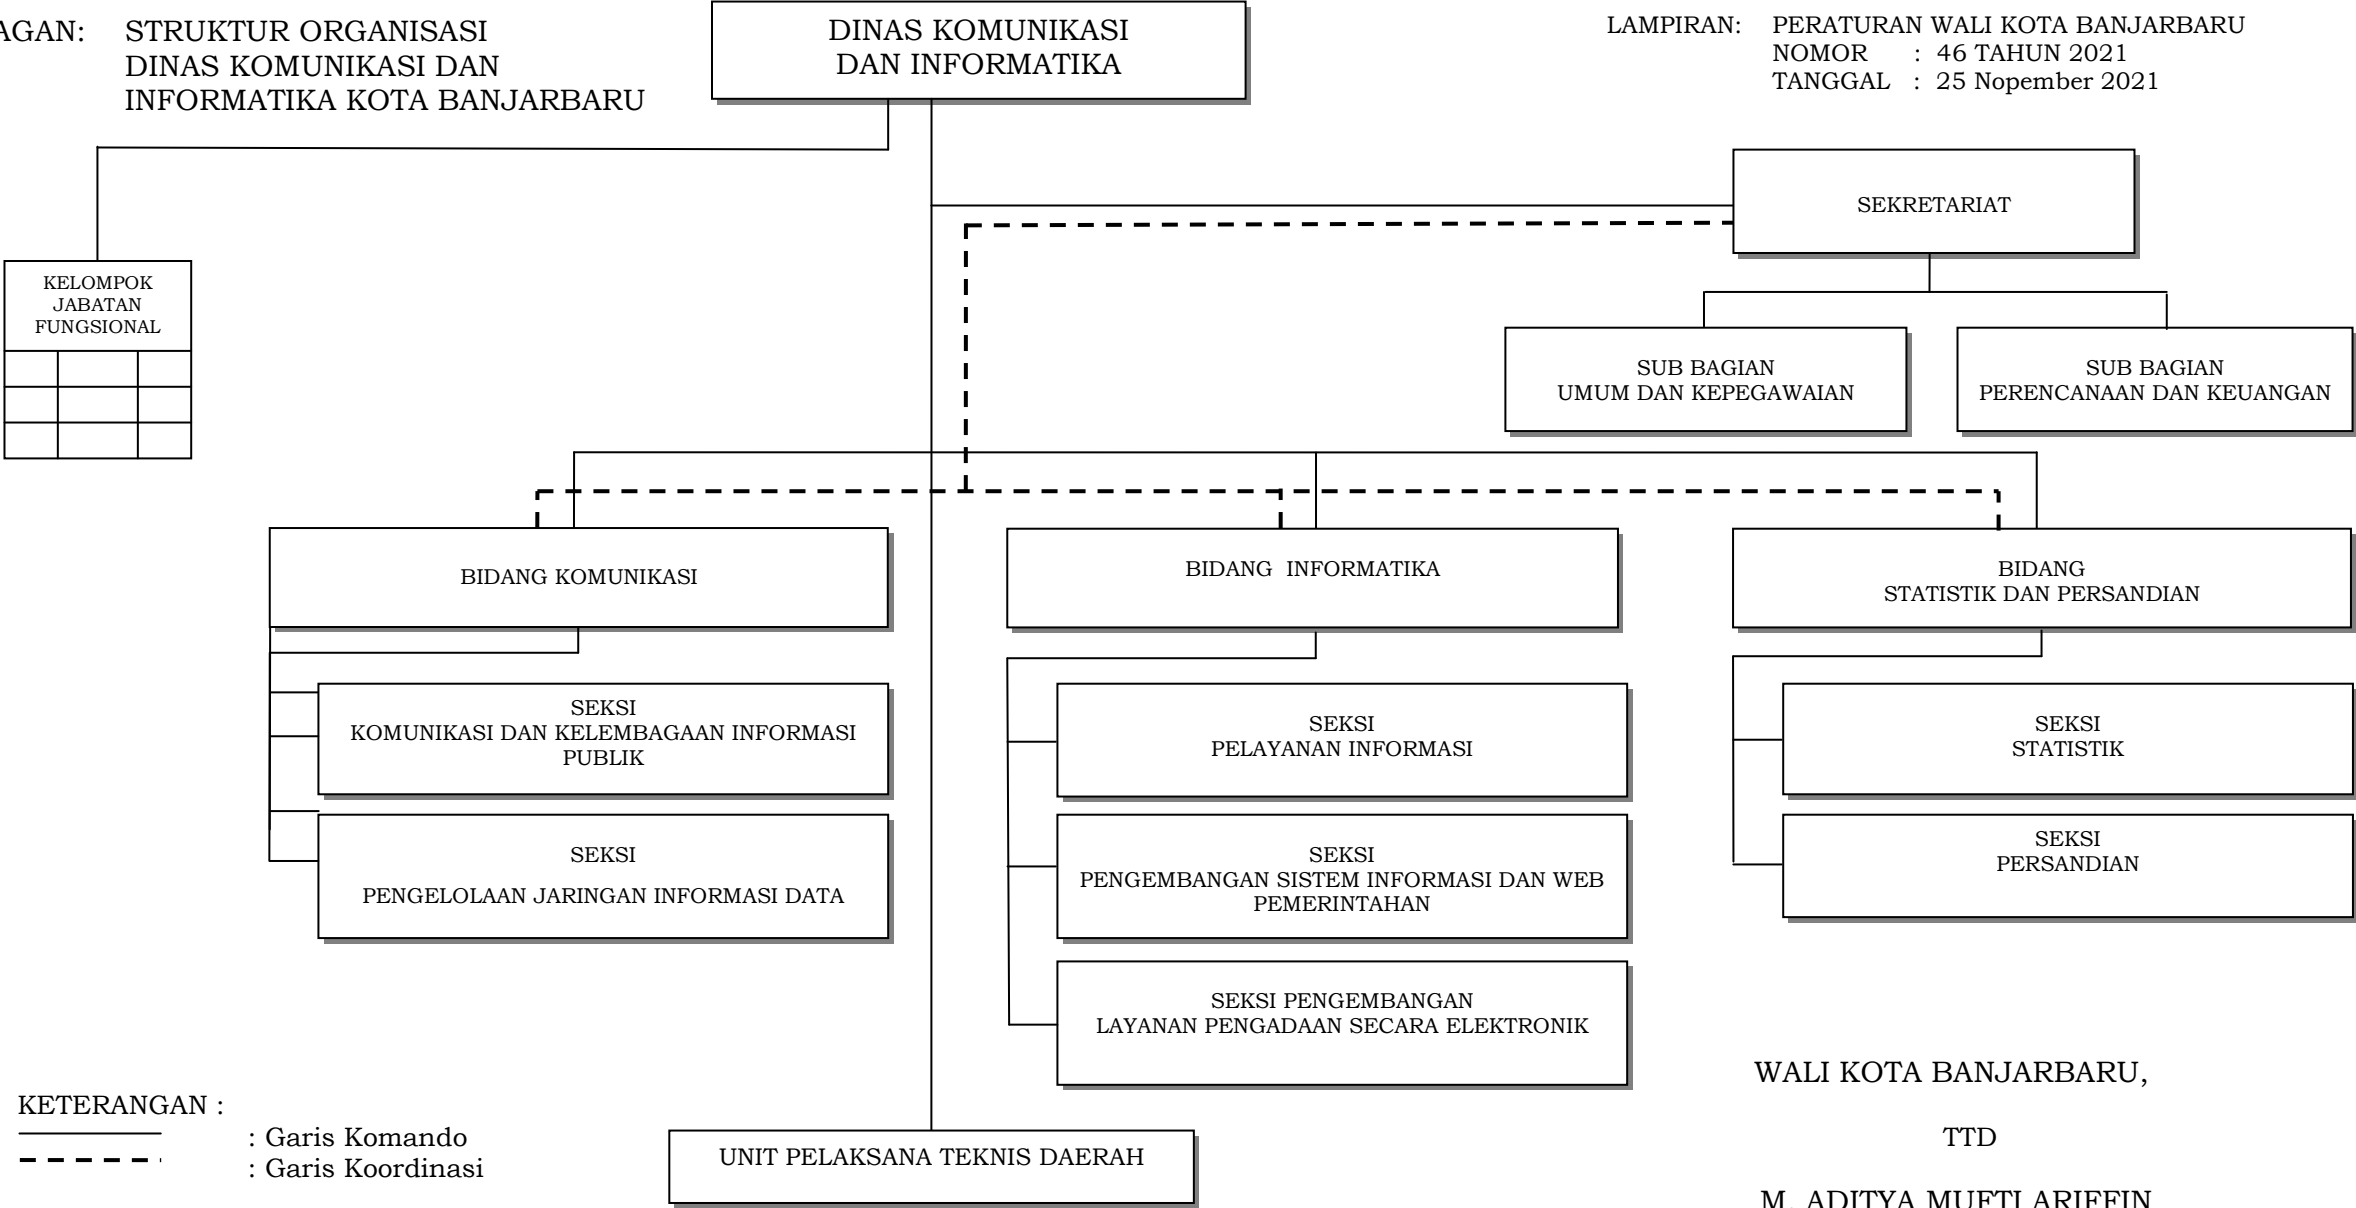 AGAN: STRUKTUR ORGANISASI
DINAS KOMUNIKASI DAN
INFORMATIKA KOTA BANJARBARU
DINAS KOMUNIKASI
DAN INFORMATIKA
LAMPIRAN: PERATURAN WALI KOTA BANJARBARU
NOMOR : 46 TAHUN 2021
TANGGAL : 25 Nopember 2021
SEKRETARIAT
KELOMPOK
JABATAN
FUNGSIONAL
SUB BAGIAN
UMUM DAN KEPEGAWAIAN
SUB BAGIAN
PERENCANAAN DAN KEUANGAN
BIDANG KOMUNIKASI
BIDANG INFORMATIKA
BIDANG
STATISTIK DAN PERSANDIAN
SEKSI
KOMUNIKASI DAN KELEMBAGAAN INFORMASI
PUBLIK
SEKSI
PELAYANAN INFORMASI
SEKSI
STATISTIK
SEKSI
PENGELOLAAN JARINGAN INFORMASI DATA
SEKSI
PENGEMBANGAN SISTEM INFORMASI DAN WEB
PEMERINTAHAN
SEKSI
PERSANDIAN
SEKSI PENGEMBANGAN
LAYANAN PENGADAAN SECARA ELEKTRONIK
KETERANGAN :
: Garis Komando
: Garis Koordinasi
UNIT PELAKSANA TEKNIS DAERAH
WALI KOTA BANJARBARU,
TTD
M. ADITYA MUFTI ARIFFIN